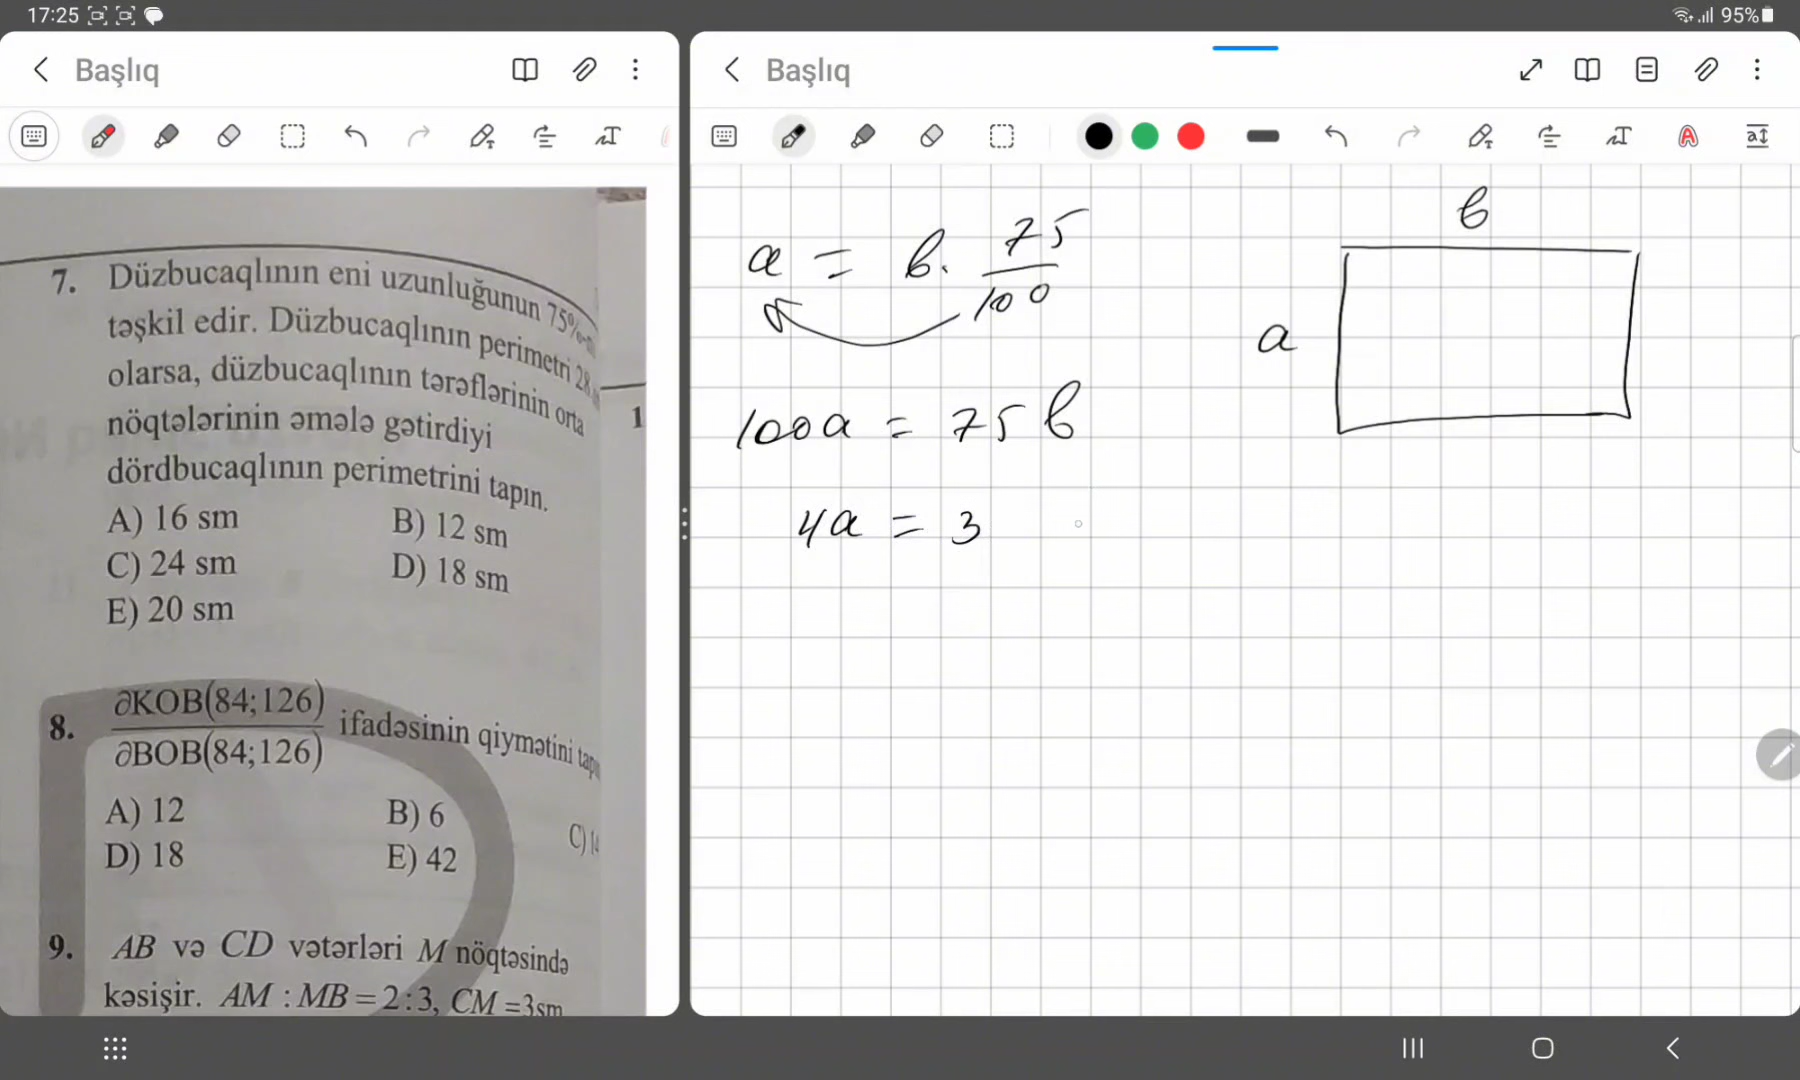 17:25
95%
Başlıq
Başlıq
7. Düzbucaqlının eni uzunluğunun 75%-
təşkil edir. Düzbucaqlının perimetri 28
olarsa, düzbucaqlının tərəflərinin orta
nöqtələrinin əmələ gətirdiyi
dördbucaqlının perimetrini tapın.
A) 16 sm B) 12 sm
C) 24 sm D) 18 sm
E) 20 sm
1
8. ∂KOB(84;126)
∂BOB(84;126)
ifadəsinin qiymətini
A) 12 B) 6
C)
D) 18 E) 42
9. AB və CD vətərləri M nöqtəsində
kəsişir. AM : MB = 2:3, CM =3sm
a = b. 75
100
100a = 75b
4a = 3
b
a